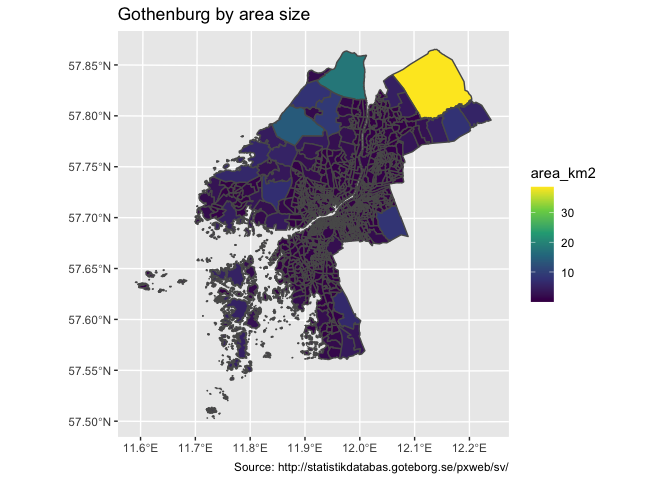 Gothenburg by area size
57.85°N
57.80°N
57.75°N
57.70°N
57.65°N
57.60°N
57.55°N
57.50°N
11.6°E 11.7°E 11.8°E 11.9°E 12.0°E 12.1°E 12.2°E
area_km2
30
20
10
Source: http://statistikdatabas.goteborg.se/pxweb/sv/